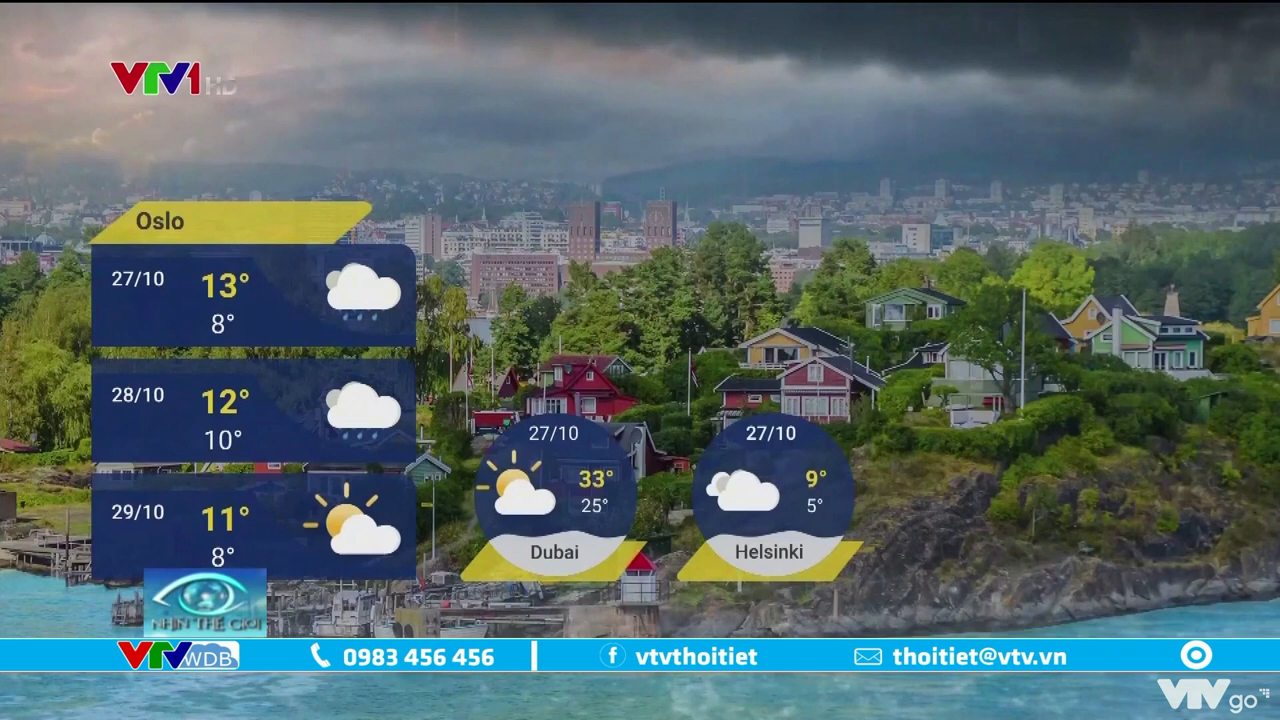 VTV1 HD
Oslo
27/10
13°
8°
28/10
12°
10°
29/10
11°
8°
27/10
33°
25°
Dubai
27/10
9°
5°
Helsinki
NHÌN THẾ GIỚI
VTV WDB
0983 456 456
vtvthoitiet
thoitiet@vtv.vn
VTV go